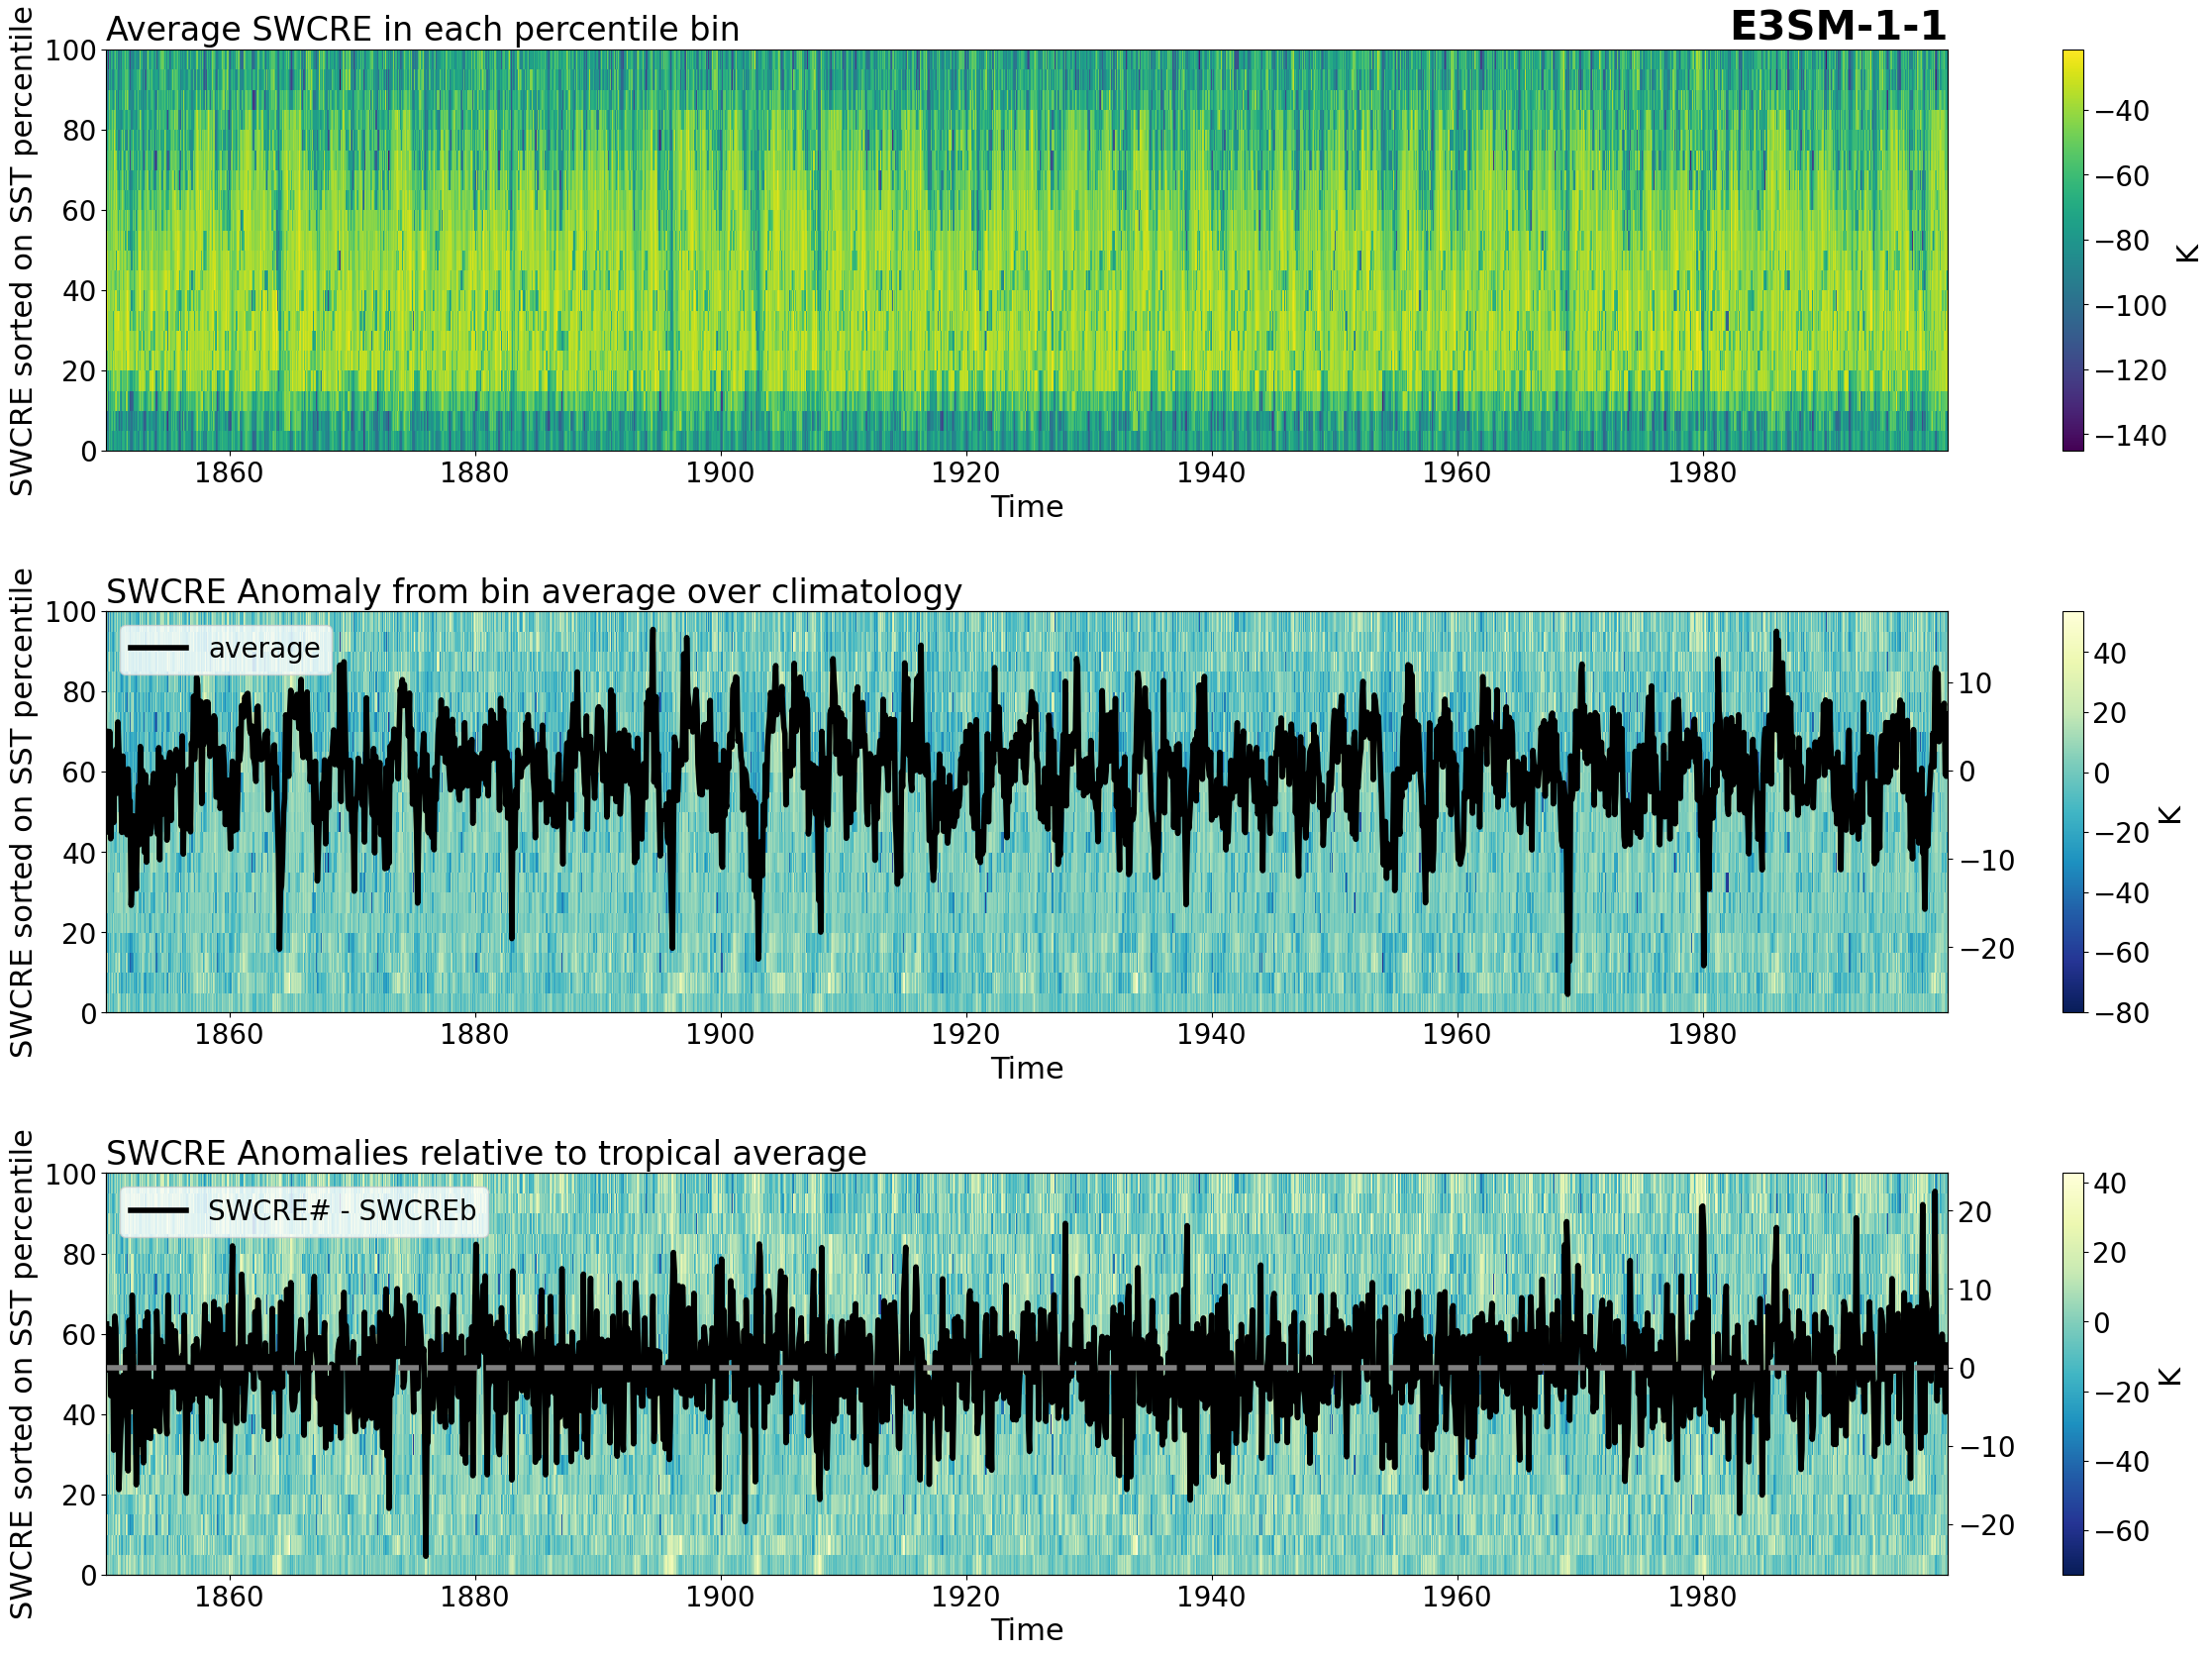 Average SWCRE in each percentile bin
E3SM-1-1
SWCRE sorted on SST percentile
100
80
60
40
20
0
1860 1880 1900 1920 1940 1960 1980
Time
−40
−60
−80
−100
−120
−140
K
SWCRE Anomaly from bin average over climatology
SWCRE sorted on SST percentile
average
100
80
60
40
20
0
1860 1880 1900 1920 1940 1960 1980
Time
10
0
−10
−20
40
20
0
−20
−40
−60
−80
K
SWCRE Anomalies relative to tropical average
SWCRE sorted on SST percentile
SWCRE# - SWCREb
100
80
60
40
20
0
1860 1880 1900 1920 1940 1960 1980
Time
20
10
0
−10
−20
40
20
0
−20
−40
−60
K